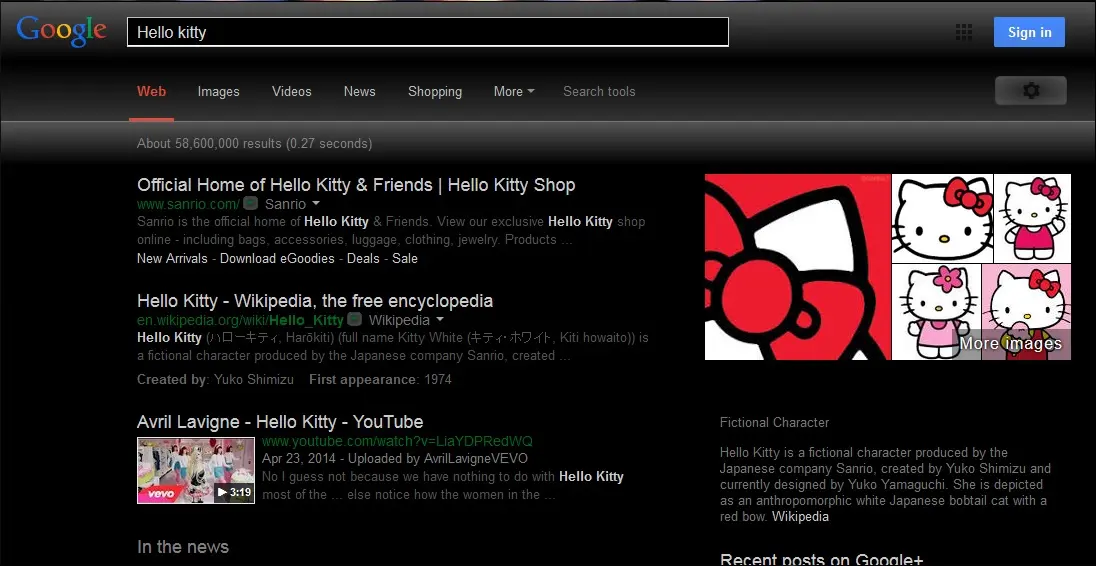 Google
Hello kitty
Sign in
Web Images Videos News Shopping More Search tools
About 58,600,000 results (0.27 seconds)
Official Home of Hello Kitty & Friends | Hello Kitty Shop
www.sanrio.com/ Sanrio
Sanrio is the official home of Hello Kitty & Friends. View our exclusive Hello Kitty shop
online - including bags, accessories, luggage, clothing, jewelry. Products ...
New Arrivals - Download eGoodies - Deals - Sale
Hello Kitty - Wikipedia, the free encyclopedia
en.wikipedia.org/wiki/Hello_Kitty Wikipedia
Hello Kitty (ハローキティ, Harōkiti) (full name Kitty White (キティ・ホワイト, Kiti howaito)) is
a fictional character produced by the Japanese company Sanrio, created ...
Created by: Yuko Shimizu First appearance: 1974
Avril Lavigne - Hello Kitty - YouTube
www.youtube.com/watch?v=LiaYDPRedWQ
Apr 23, 2014 - Uploaded by AvrilLavigneVEVO
No I guess not because we have nothing to do with Hello Kitty
most of the ... else notice how the women in the ...
vevo
3:19
In the news
More images
Fictional Character
Hello Kitty is a fictional character produced by the
Japanese company Sanrio, created by Yuko Shimizu and
currently designed by Yuko Yamaguchi. She is depicted
as an anthropomorphic white Japanese bobtail cat with a
red bow. Wikipedia
Recent posts on Google+